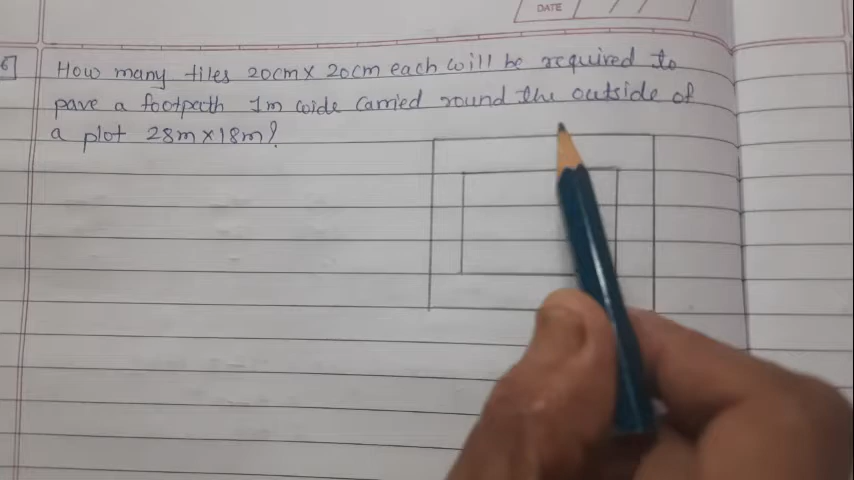 DATE
6] How many tiles 20cm x 20cm each will be required to
pave a footpath 1m wide carried round the outside of
a plot 28m x 18m?